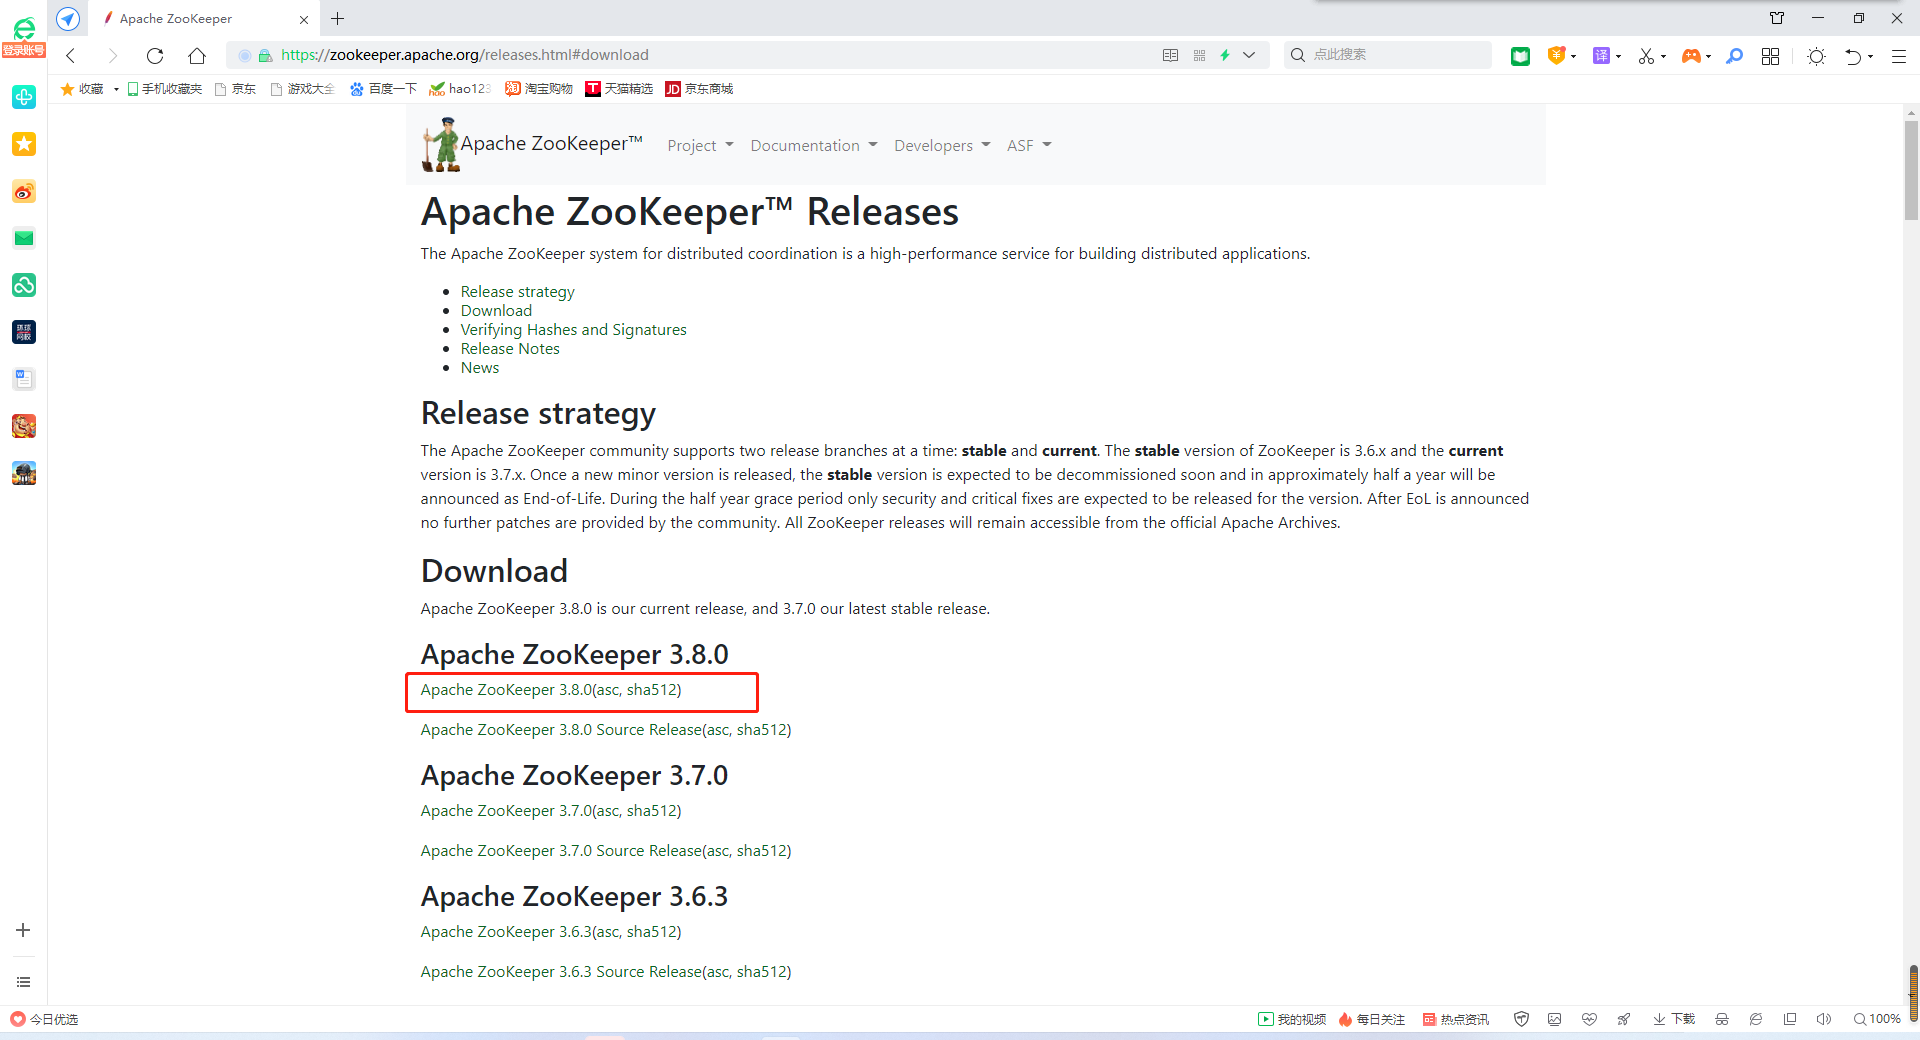 Apache ZooKeeper
登录账号
https://zookeeper.apache.org/releases.html#download
点此搜索
译
收藏
手机收藏夹
京东
游戏大全
百度一下
hao123
淘宝购物
天猫精选
京东商城
Apache ZooKeeper™
Project
Documentation
Developers
ASF
Apache ZooKeeper™ Releases
The Apache ZooKeeper system for distributed coordination is a high-performance service for building distributed applications.
Release strategy
Download
Verifying Hashes and Signatures
Release Notes
News
Release strategy
The Apache ZooKeeper community supports two release branches at a time: stable and current. The stable version of ZooKeeper is 3.6.x and the current
version is 3.7.x. Once a new minor version is released, the stable version is expected to be decommissioned soon and in approximately half a year will be
announced as End-of-Life. During the half year grace period only security and critical fixes are expected to be released for the version. After EoL is announced
no further patches are provided by the community. All ZooKeeper releases will remain accessible from the official Apache Archives.
Download
Apache ZooKeeper 3.8.0 is our current release, and 3.7.0 our latest stable release.
Apache ZooKeeper 3.8.0
Apache ZooKeeper 3.8.0(asc, sha512)
Apache ZooKeeper 3.8.0 Source Release(asc, sha512)
Apache ZooKeeper 3.7.0
Apache ZooKeeper 3.7.0(asc, sha512)
Apache ZooKeeper 3.7.0 Source Release(asc, sha512)
Apache ZooKeeper 3.6.3
Apache ZooKeeper 3.6.3(asc, sha512)
Apache ZooKeeper 3.6.3 Source Release(asc, sha512)
今日优选
我的视频
每日关注
热点资讯
下载
100%